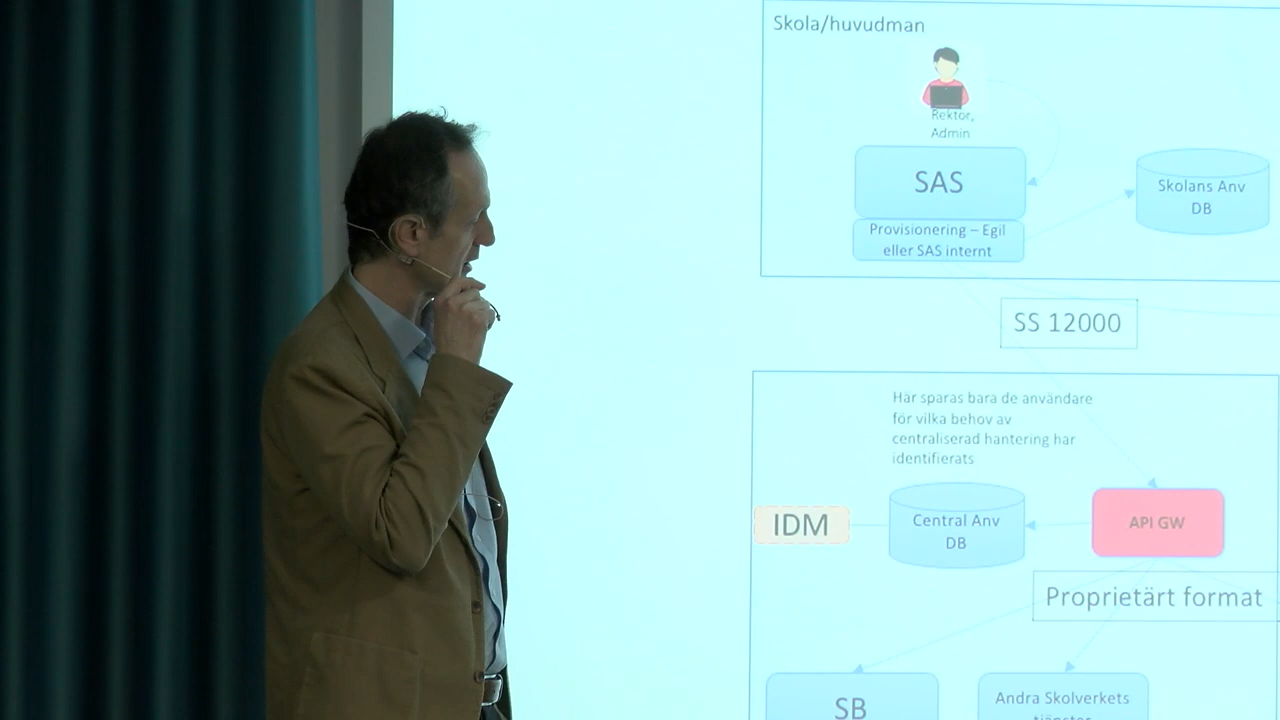 Skola/huvudman
Rektor,
Admin
SAS
Provisionering – Egil
eller SAS internt
Skolans Anv
DB
SS 12000
Här sparas bara de användare
för vilka behov av
centraliserad hantering har
identifierats
IDM
Central Anv
DB
API GW
Proprietärt format
SB
Andra Skolverkets
tjänster